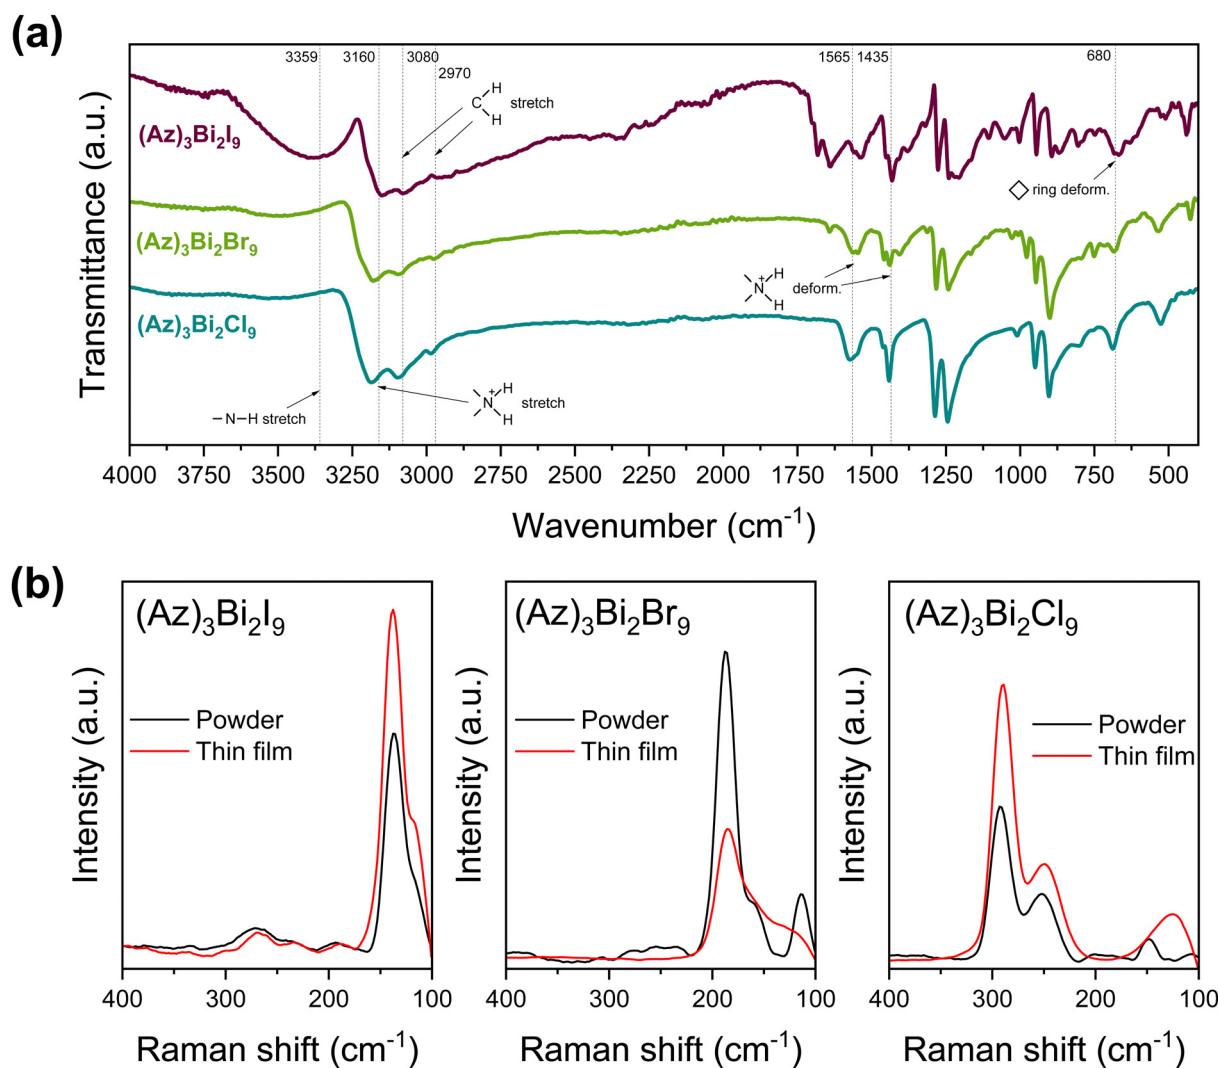 (a)
3359 3160 3080 1565 1435 680
2970
C H H stretch
(Az)₃Bi₂I₉
ring deform.
(Az)₃Bi₂Br₉
N⁺ H H deform.
(Az)₃Bi₂Cl₉
–N–H stretch
N⁺ H H stretch
Transmittance (a.u.)
4000 3750 3500 3250 3000 2750 2500 2250 2000 1750 1500 1250 1000 750 500
Wavenumber (cm⁻¹)
(b)
(Az)₃Bi₂I₉
Powder
Thin film
Intensity (a.u.)
400 300 200 100
Raman shift (cm⁻¹)
(Az)₃Bi₂Br₉
Powder
Thin film
Intensity (a.u.)
400 300 200 100
Raman shift (cm⁻¹)
(Az)₃Bi₂Cl₉
Powder
Thin film
Intensity (a.u.)
400 300 200 100
Raman shift (cm⁻¹)